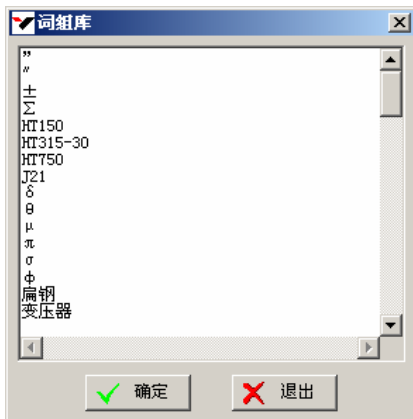 词组库
”
〃
±
Σ
HT150
HT315-30
HT750
J21
δ
θ
μ
π
σ
φ
扁钢
变压器
确定
退出